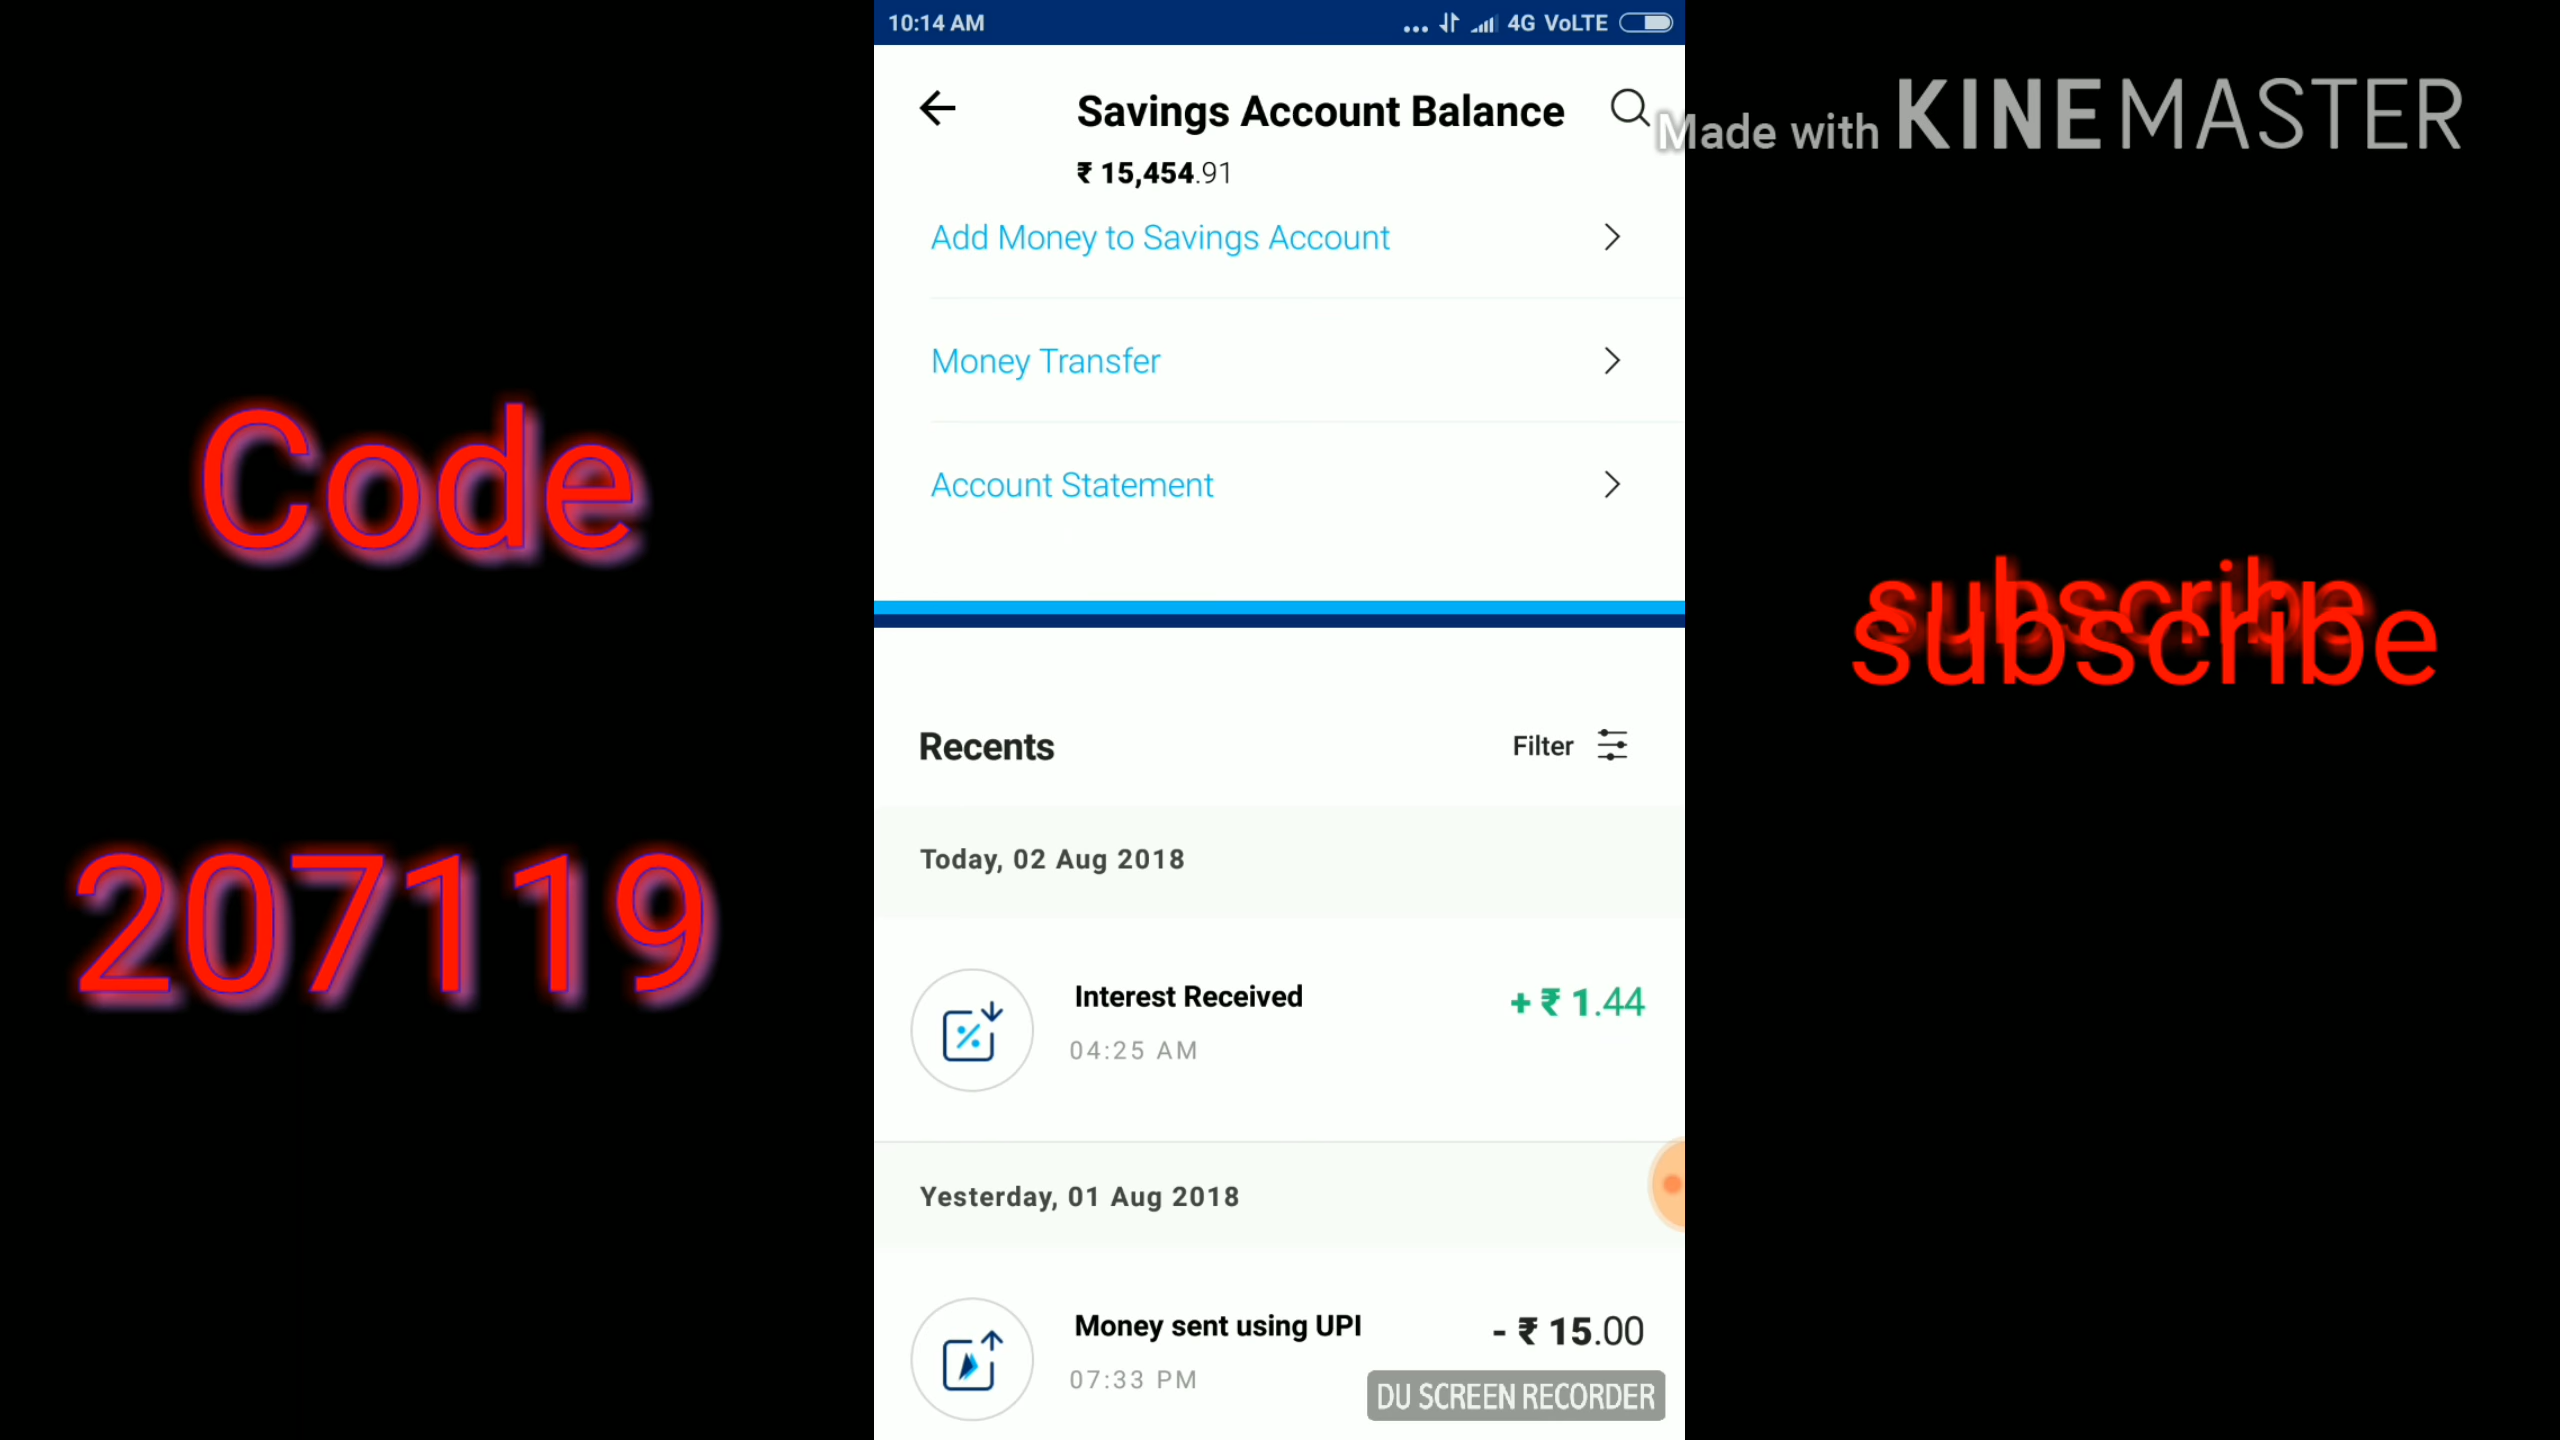 10:14 AM
... 4G VoLTE
Savings Account Balance
₹ 15,454.91
Made with KINEMASTER
Add Money to Savings Account
Money Transfer
Account Statement
Code
207119
subscribe
subscribe
Recents
Filter
Today, 02 Aug 2018
Interest Received
+ ₹ 1.44
04:25 AM
Yesterday, 01 Aug 2018
Money sent using UPI
- ₹ 15.00
07:33 PM
DU SCREEN RECORDER